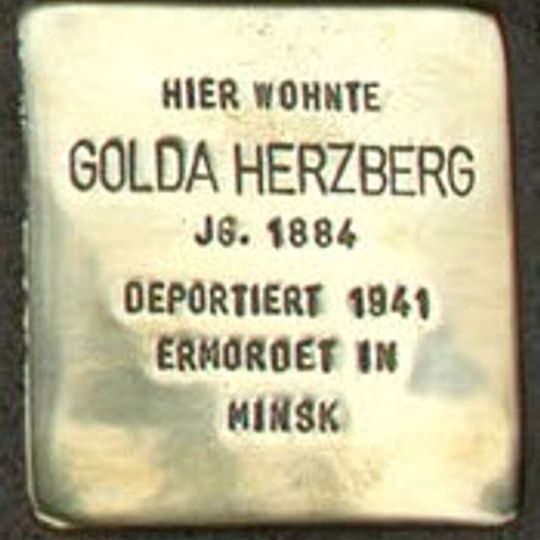 HIER WOHNTE
GOLDA HERZBERG
JG. 1884
DEPORTIERT 1941
ERMORDET IN
MINSK